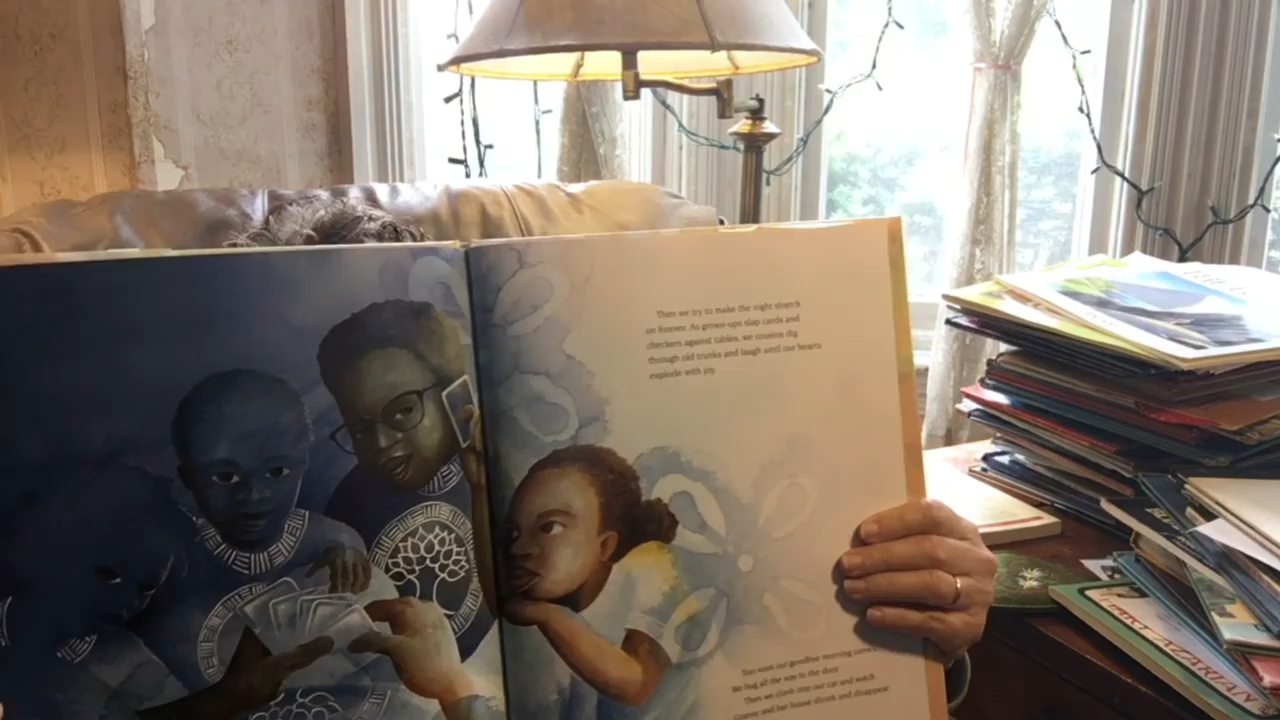 Then we try to make the night stretch
on forever. As grown-ups slap cards and
checkers against tables, we cousins dig
through old trunks and laugh until our hearts
explode with joy.
Too soon our goodbye morning comes.
We hug all the way to the door.
Then we climb into our car and watch
Granny and her house shrink and disappear
MARY AZARIAN